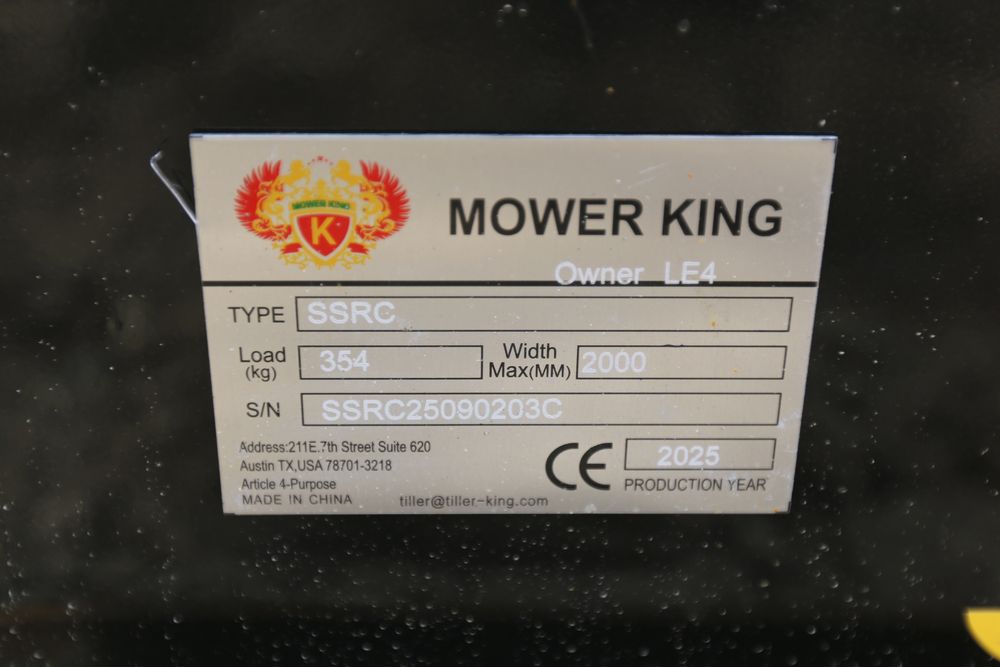 MOWER KING
K
MOWER KING
Owner LE4
TYPE SSRC
Load (kg) 354 Width Max(MM) 2000
S/N SSRC25090203C
Address:211E.7th Street Suite 620
Austin TX,USA 78701-3218
Article 4-Purpose
MADE IN CHINA
tiller@tiller-king.com
CE 2025
PRODUCTION YEAR